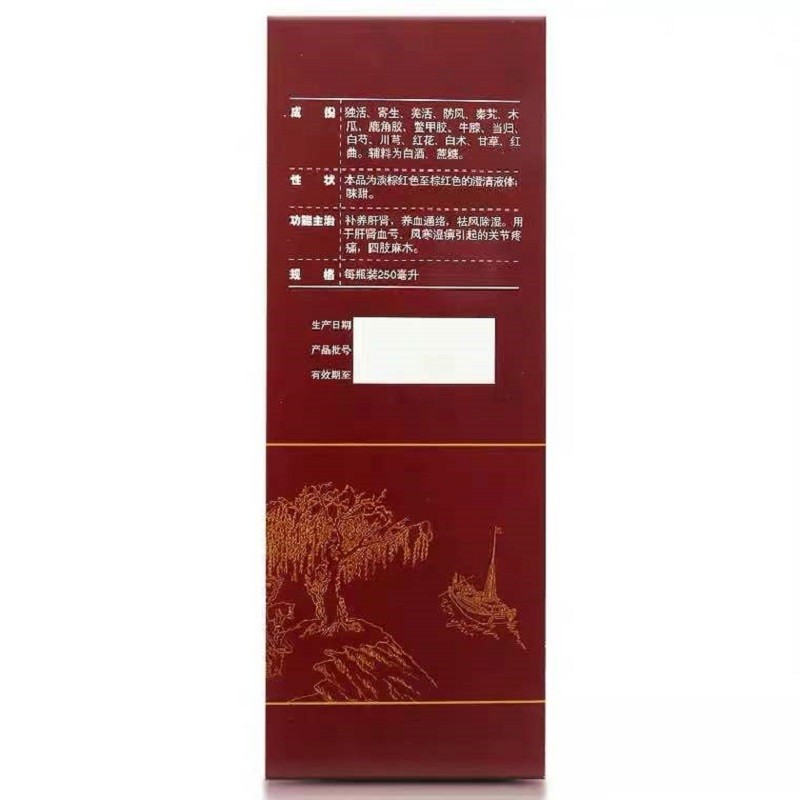 成 份 独活、寄生、羌活、防风、秦艽、木
瓜、鹿角胶、鳖甲胶、牛膝、当归、
白芍、川芎、红花、白术、甘草、红
曲。辅料为白酒、蔗糖。
性 状 本品为淡棕红色至棕红色的澄清液体;
味甜。
功能主治 补养肝肾，养血通络，祛风除湿。用
于肝肾血亏、风寒湿痹引起的关节疼
痛，四肢麻木。
规 格 每瓶装250毫升
生产日期
产品批号
有效期至